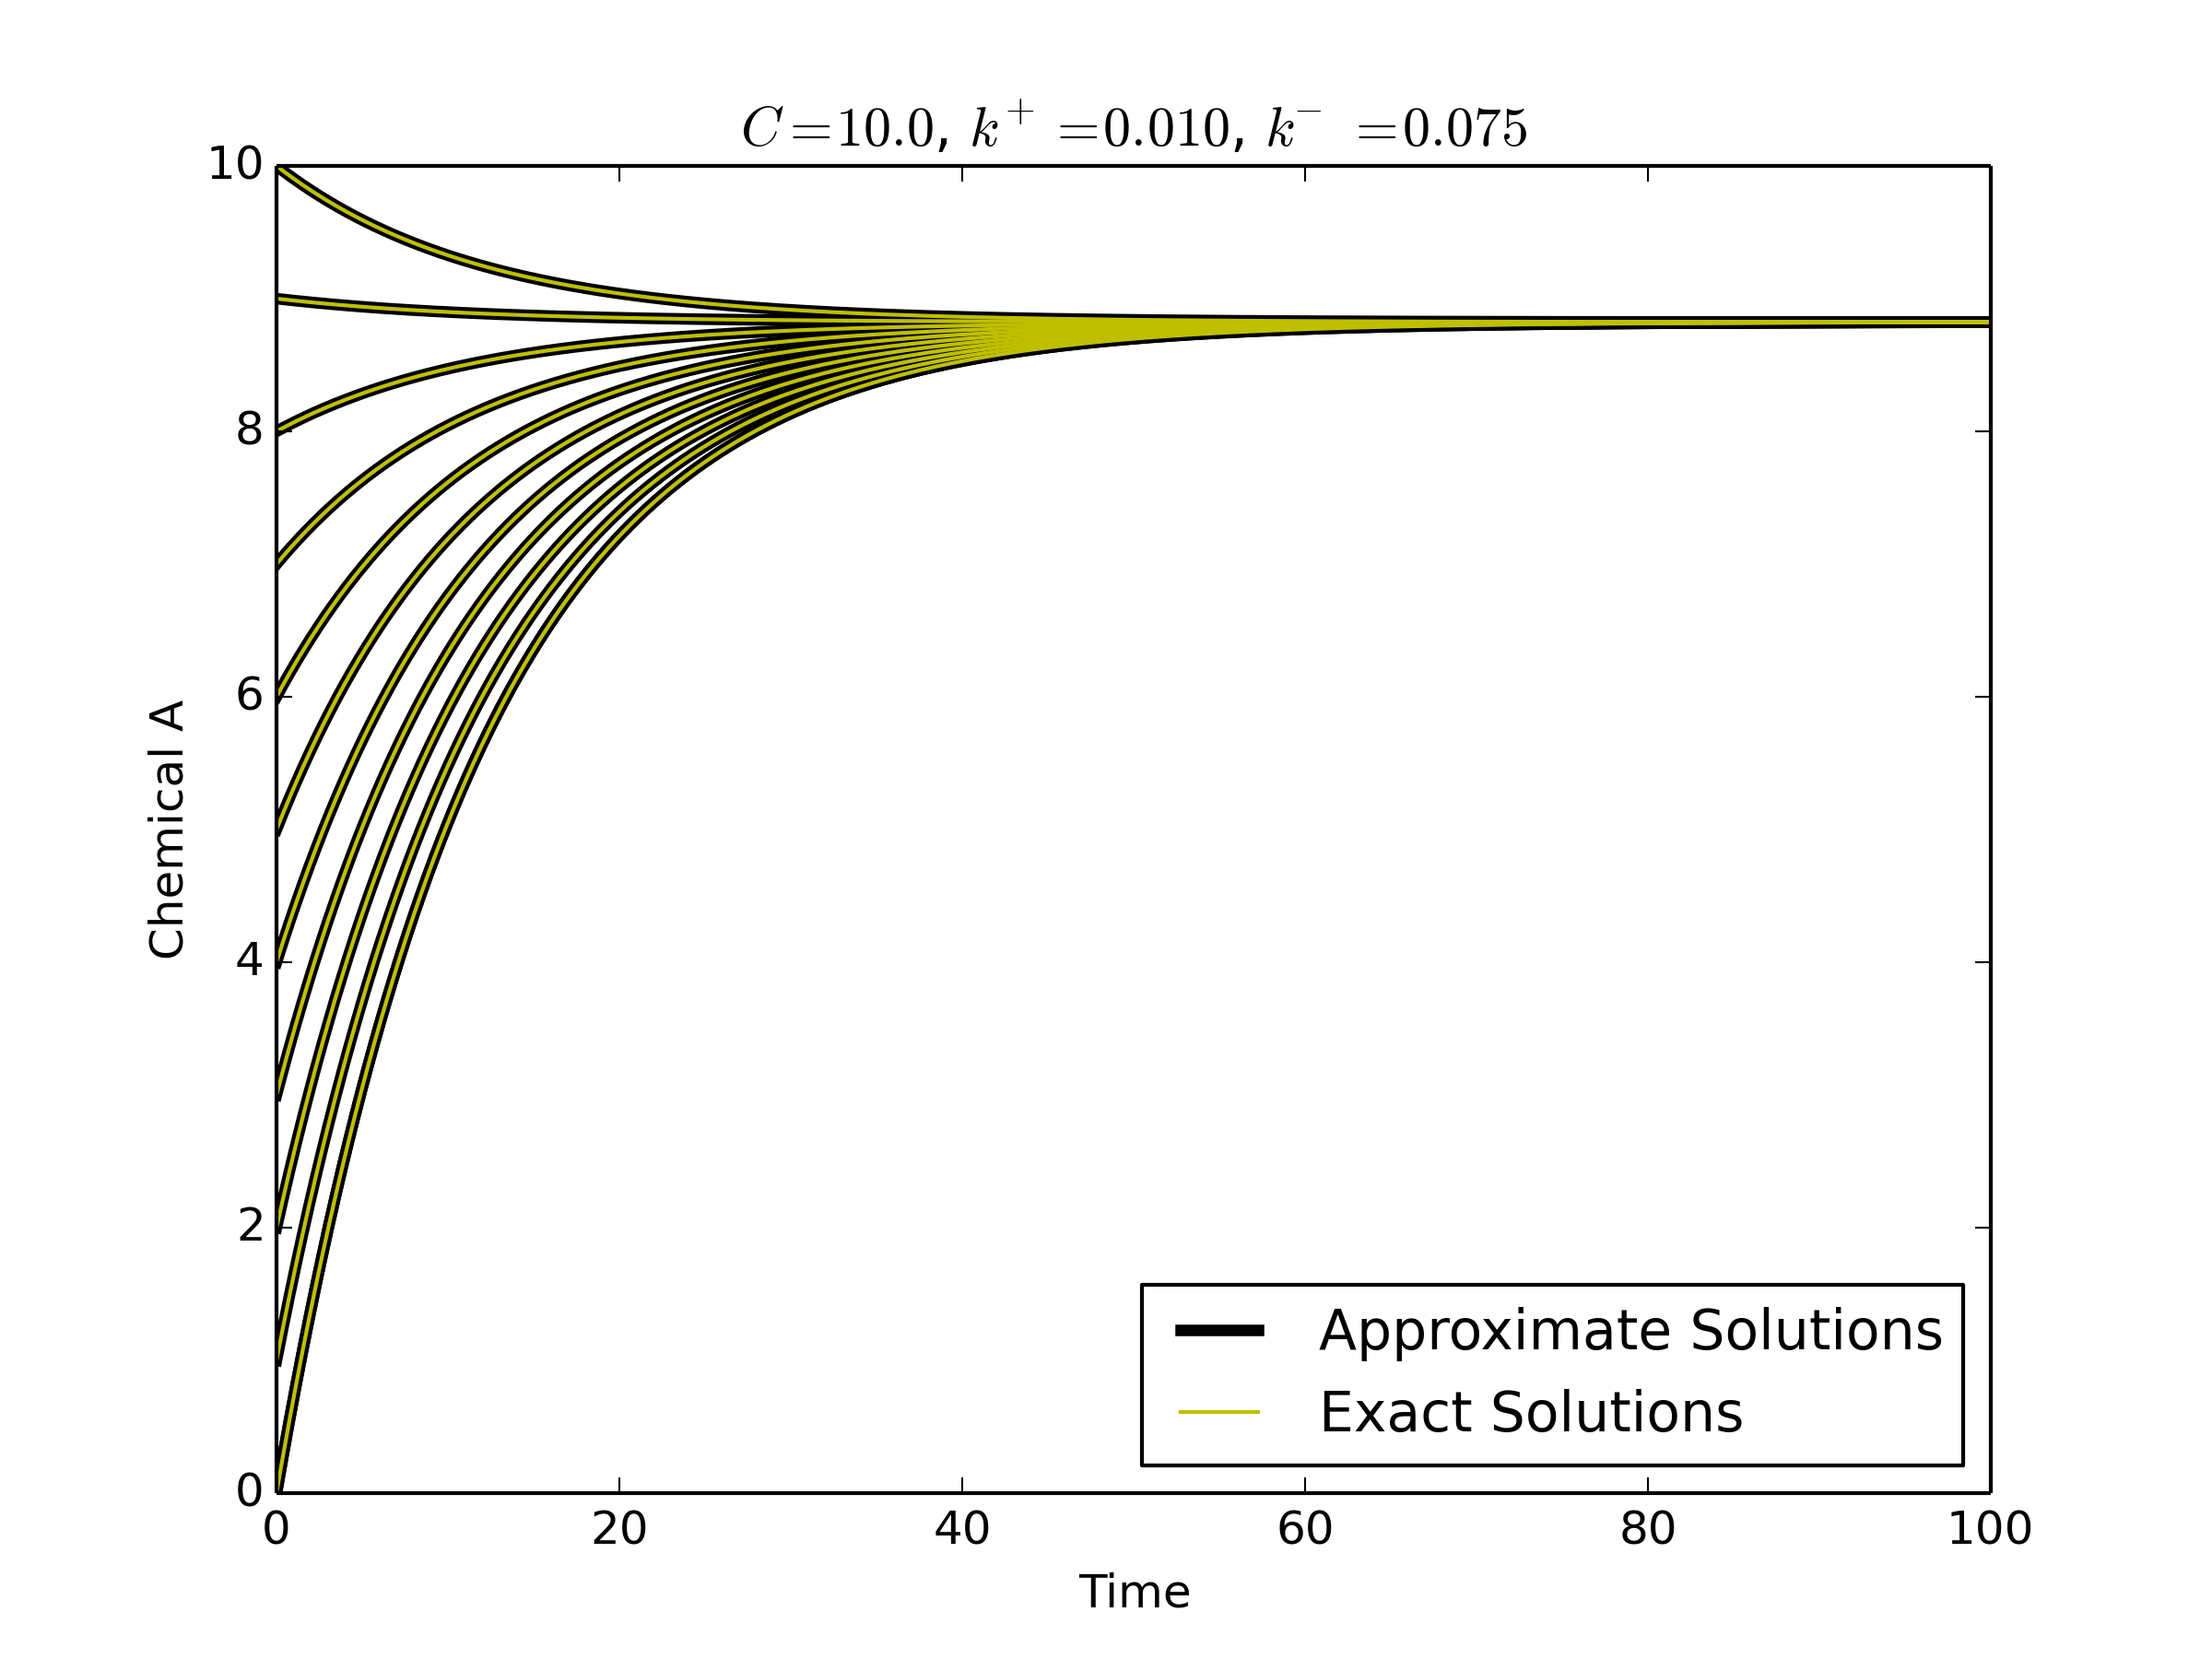 C=10.0, k⁺=0.010, k⁻=0.075
10
8
6
4
2
0
Chemical A
Approximate Solutions
Exact Solutions
0 20 40 60 80 100
Time